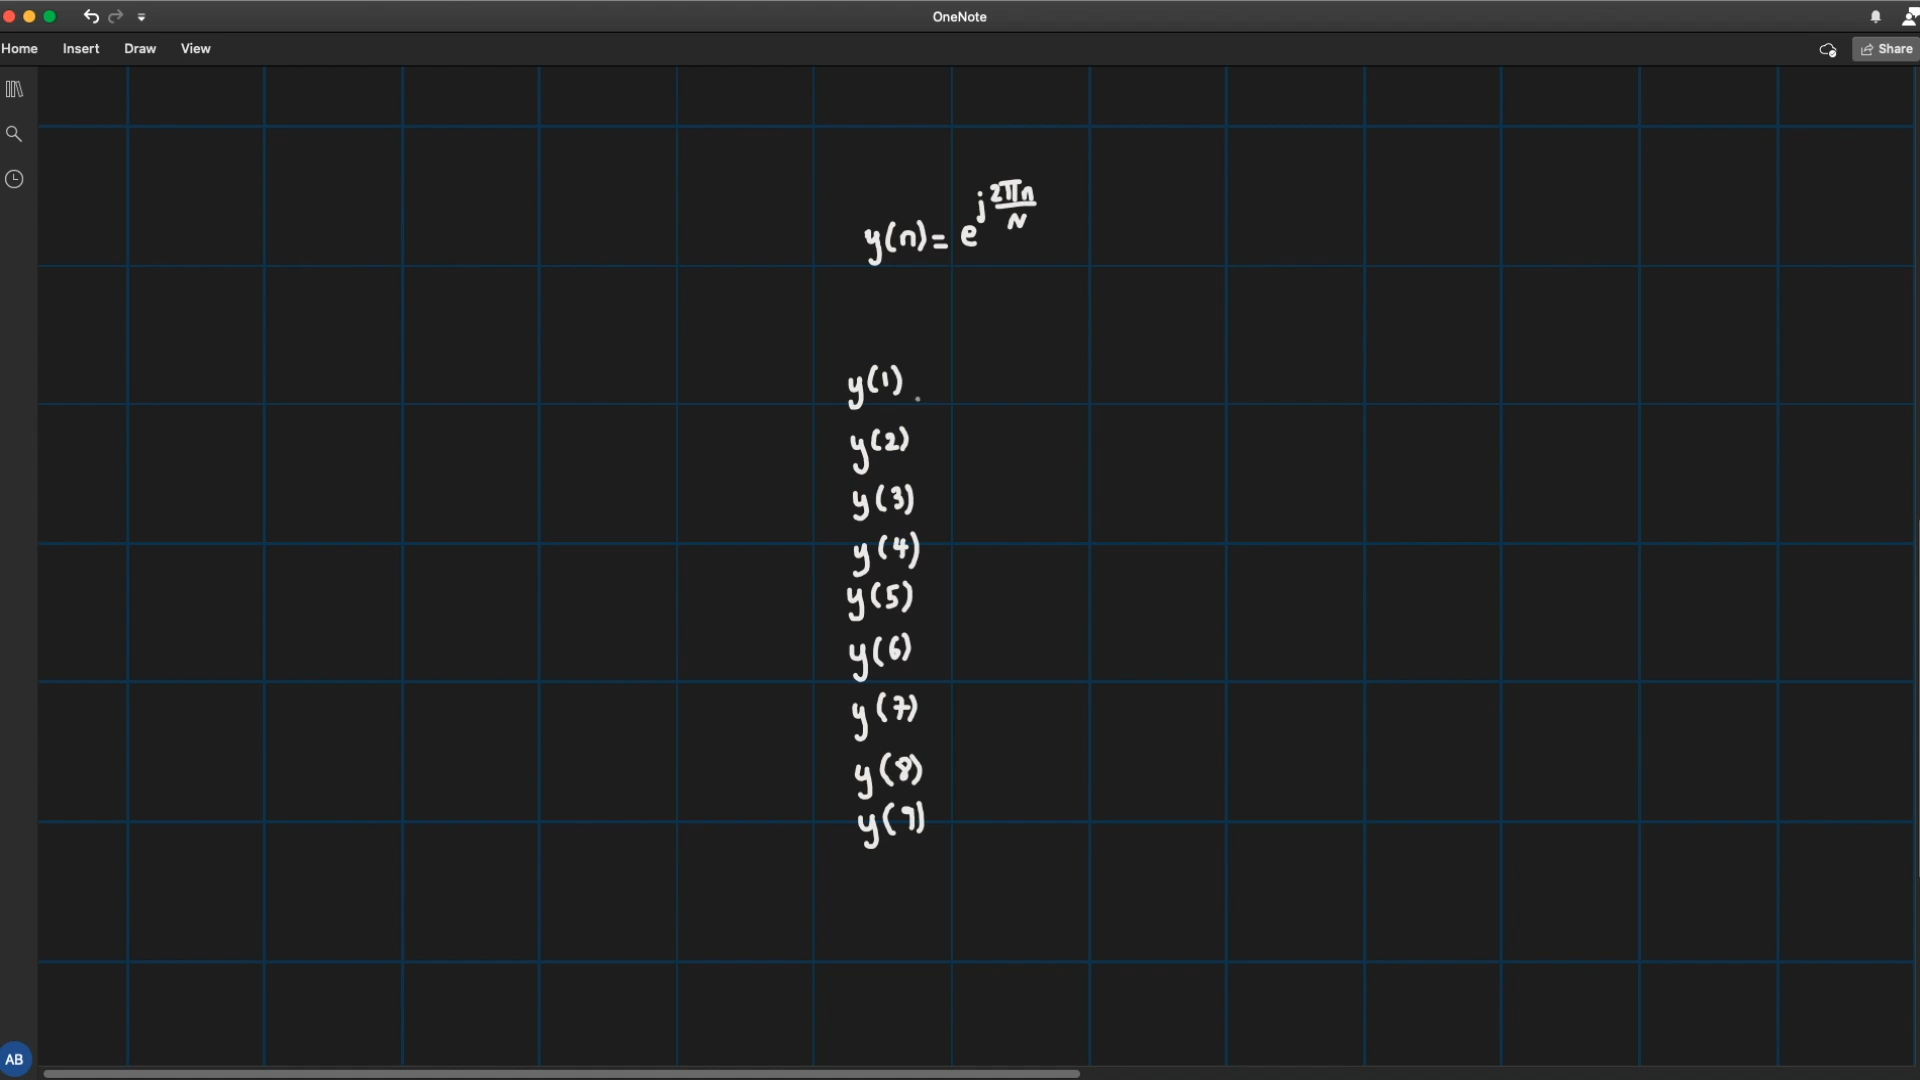 OneNote
Home Insert Draw View Share
y(n) = e^{j 2πn/N}
y(1)
y(2)
y(3)
y(4)
y(5)
y(6)
y(7)
y(8)
y(9)
AB